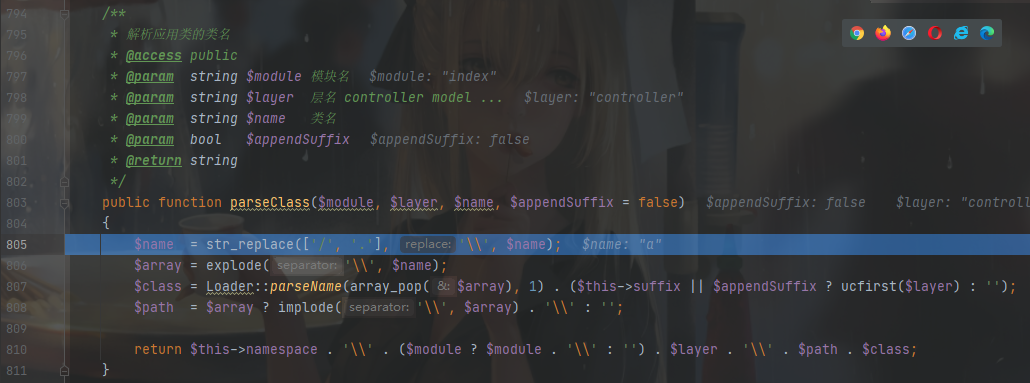 794 /**
795 * 解析应用类的类名
796 * @access public
797 * @param string $module 模块名 $module: "index"
798 * @param string $layer 层名 controller model ... $layer: "controller"
799 * @param string $name 类名
800 * @param bool $appendSuffix $appendSuffix: false
801 * @return string
802 */
803 public function parseClass($module, $layer, $name, $appendSuffix = false) $appendSuffix: false $layer: "controll
804 {
805 $name = str_replace(['/', '.'], replace: '\\', $name); $name: "a"
806 $array = explode( separator: '\\', $name);
807 $class = Loader::parseName(array_pop( &: $array), 1) . ($this->suffix || $appendSuffix ? ucfirst($layer) : '');
808 $path = $array ? implode( separator: '\\', $array) . '\\' : '';
809
810 return $this->namespace . '\\' . ($module ? $module . '\\' : '') . $layer . '\\' . $path . $class;
811 }